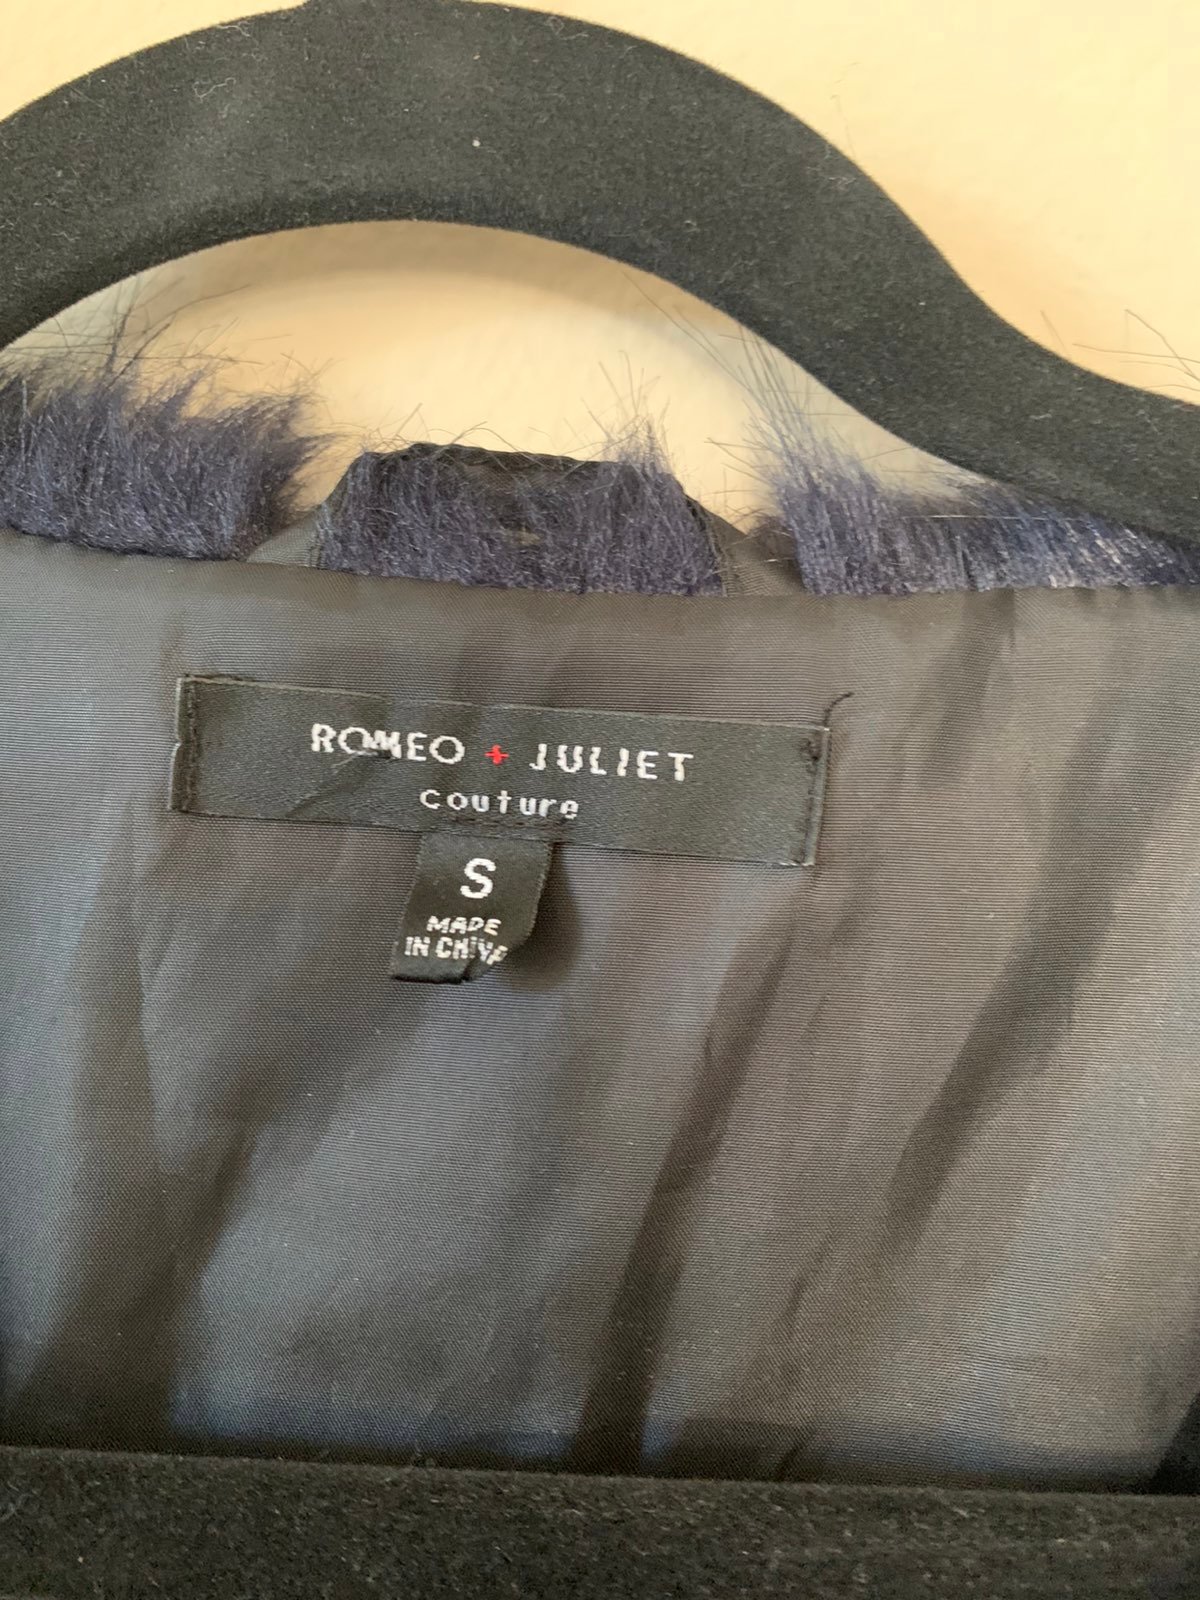 ROMEO + JULIET
couture
S
MADE
IN CHINA